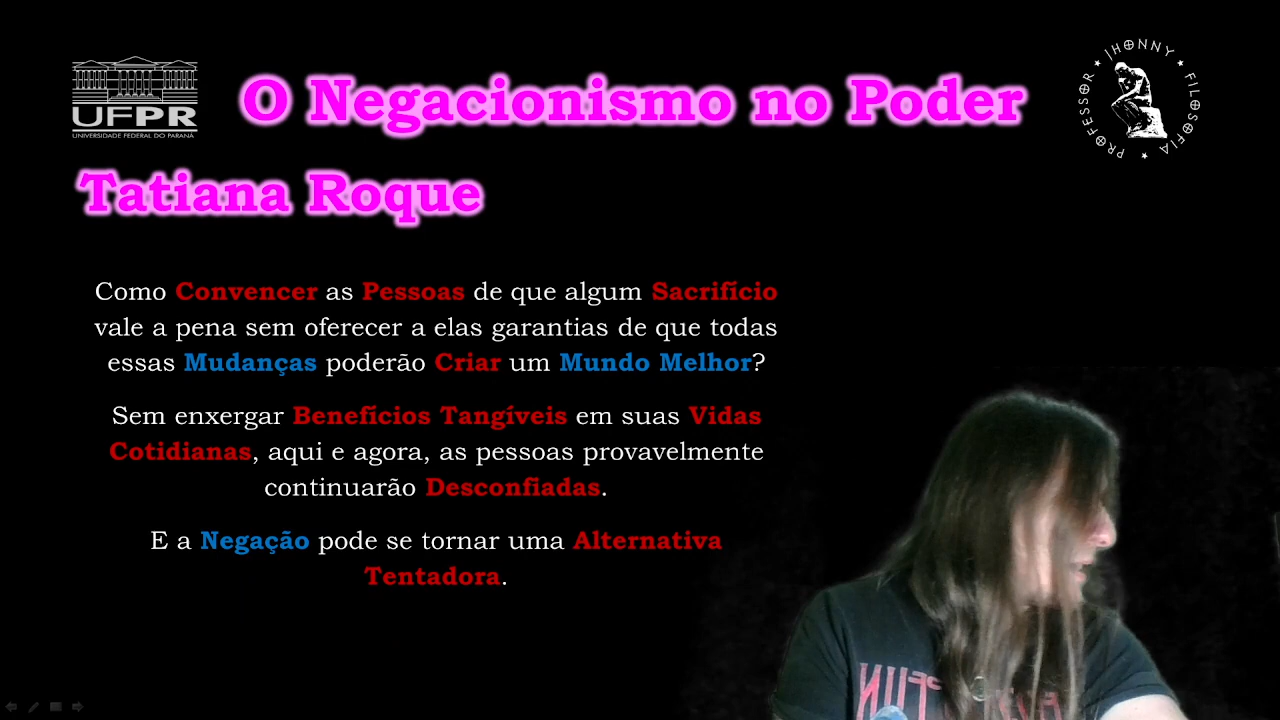 UFPR
UNIVERSIDADE FEDERAL DO PARANÁ
O Negacionismo no Poder
PROFESSOR ★ JHONNY ★ FILOSOFIA ★
Tatiana Roque
Como Convencer as Pessoas de que algum Sacrifício
vale a pena sem oferecer a elas garantias de que todas
essas Mudanças poderão Criar um Mundo Melhor?
Sem enxergar Benefícios Tangíveis em suas Vidas
Cotidianas, aqui e agora, as pessoas provavelmente
continuarão Desconfiadas.
E a Negação pode se tornar uma Alternativa
Tentadora.